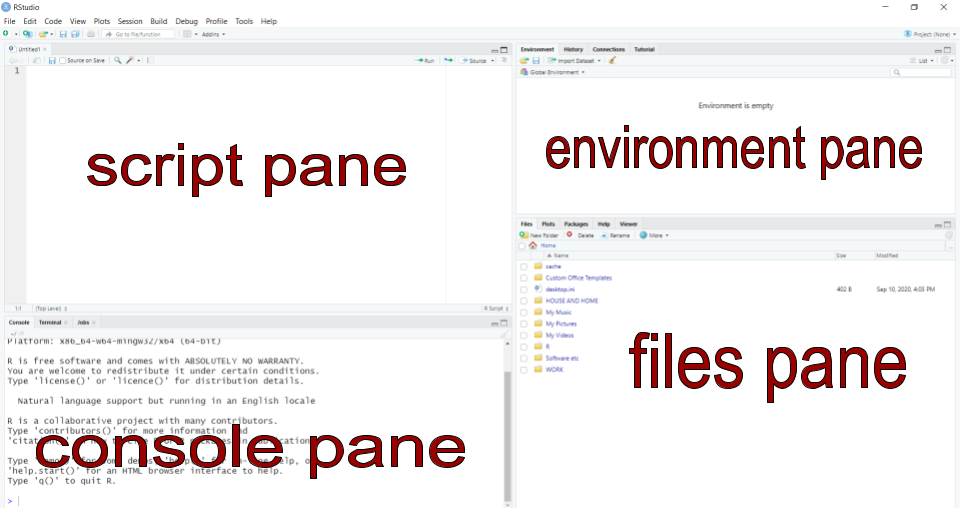 RStudio
File Edit Code View Plots Session Build Debug Profile Tools Help
Go to file/function Addins Project: (None)
Untitled1
Source on Save Run Source
1
script pane
1:1 (Top Level) R Script
Console Terminal Jobs
~/
Platform: x86_64-w64-mingw32/x64 (64-bit)
R is free software and comes with ABSOLUTELY NO WARRANTY.
You are welcome to redistribute it under certain conditions.
Type 'license()' or 'licence()' for distribution details.
Natural language support but running in an English locale
R is a collaborative project with many contributors.
Type 'contributors()' for more information and
console pane
'help.start()' for an HTML browser interface to help.
Type 'q()' to quit R.
>
Environment History Connections Tutorial
Import Dataset List
Global Environment
Environment is empty
environment pane
Files Plots Packages Help Viewer
New Folder Delete Rename More
Home
Name Size Modified
cache
Custom Office Templates
desktop.ini 402 B Sep 10, 2020, 4:03 PM
HOUSE AND HOME
My Music
My Pictures
My Videos
R
Software etc
WORK
files pane